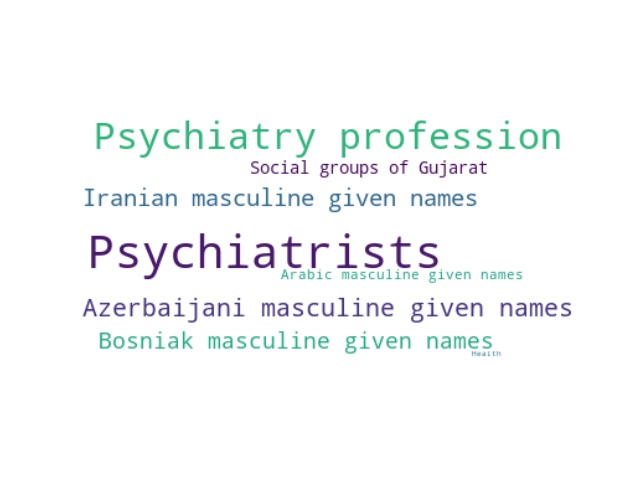 Psychiatry profession
Social groups of Gujarat
Iranian masculine given names
Psychiatrists
Arabic masculine given names
Azerbaijani masculine given names
Bosniak masculine given names
Health